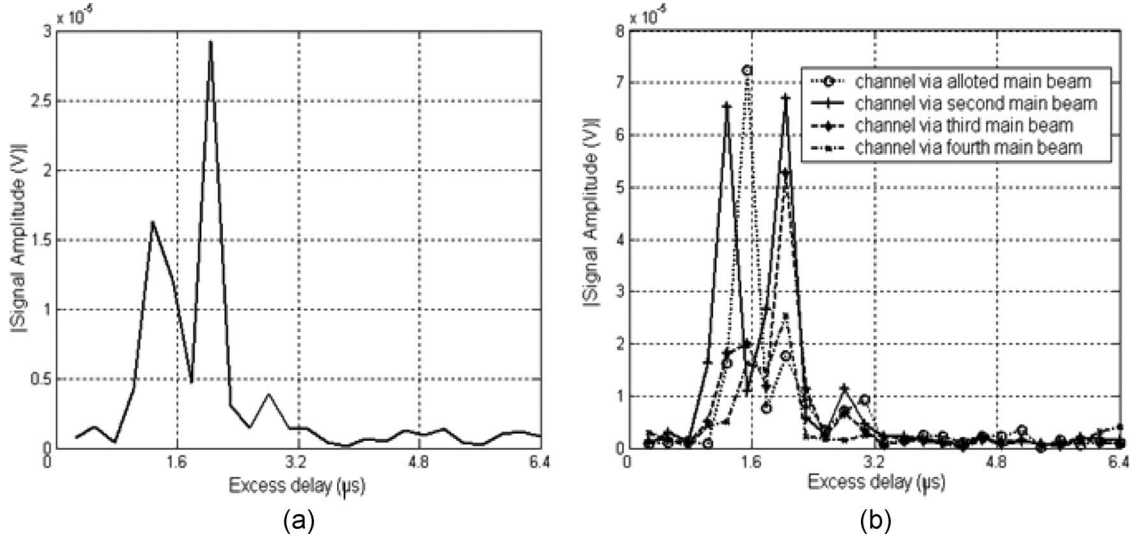 x 10⁻⁵
3
2.5
2
1.5
1
0.5
0
|Signal Amplitude (V)|
0 1.6 3.2 4.8 6.4
Excess delay (μs)
(a)
x 10⁻⁵
8
7
6
5
4
3
2
1
0
|Signal Amplitude (V)|
channel via alloted main beam
channel via second main beam
channel via third main beam
channel via fourth main beam
0 1.6 3.2 4.8 6.4
Excess delay (μs)
(b)